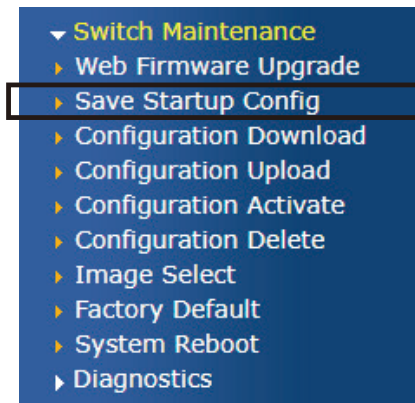 Switch Maintenance
Web Firmware Upgrade
Save Startup Config
Configuration Download
Configuration Upload
Configuration Activate
Configuration Delete
Image Select
Factory Default
System Reboot
Diagnostics